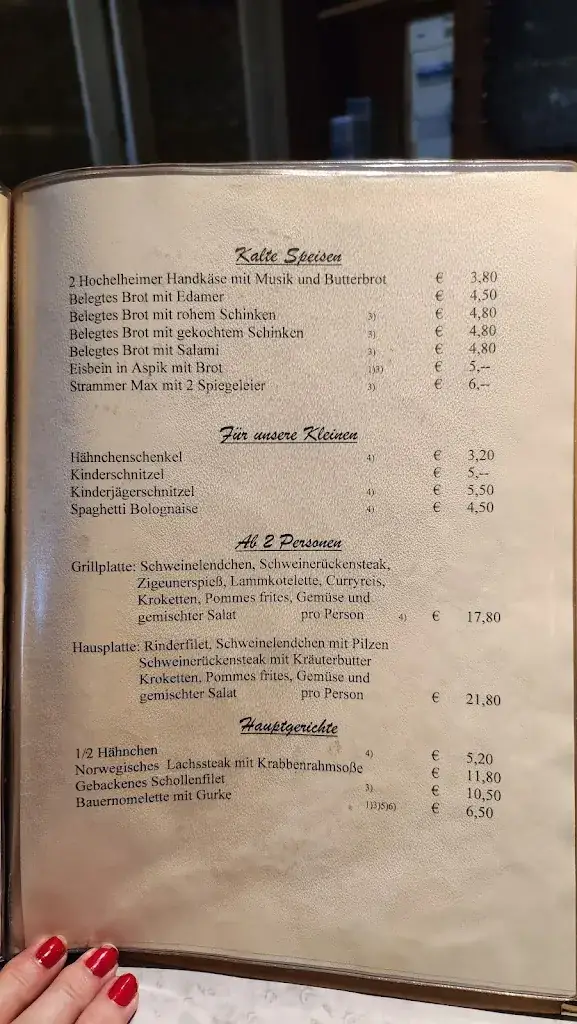 Kalte Speisen
2 Hochelheimer Handkäse mit Musik und Butterbrot € 3,80
Belegtes Brot mit Edamer € 4,50
Belegtes Brot mit rohem Schinken 3) € 4,80
Belegtes Brot mit gekochtem Schinken 3) € 4,80
Belegtes Brot mit Salami 3) € 4,80
Eisbein in Aspik mit Brot 1)3) € 5,--
Strammer Max mit 2 Spiegeleier 3) € 6,--
Für unsere Kleinen
Hähnchenschenkel 4) € 3,20
Kinderschnitzel € 5,--
Kinderjägerschnitzel 4) € 5,50
Spaghetti Bolognaise 4) € 4,50
Ab 2 Personen
Grillplatte: Schweinelendchen, Schweinerückensteak,
Zigeunerspieß, Lammkotelette, Curryreis,
Kroketten, Pommes frites, Gemüse und
gemischter Salat pro Person 4) € 17,80
Hausplatte: Rinderfilet, Schweinelendchen mit Pilzen
Schweinerückensteak mit Kräuterbutter
Kroketten, Pommes frites, Gemüse und
gemischter Salat pro Person € 21,80
Hauptgerichte
1/2 Hähnchen 4) € 5,20
Norwegisches Lachssteak mit Krabbenrahmsoße € 11,80
Gebackenes Schollenfilet 3) € 10,50
Bauernomelette mit Gurke 1)3)5)6) € 6,50